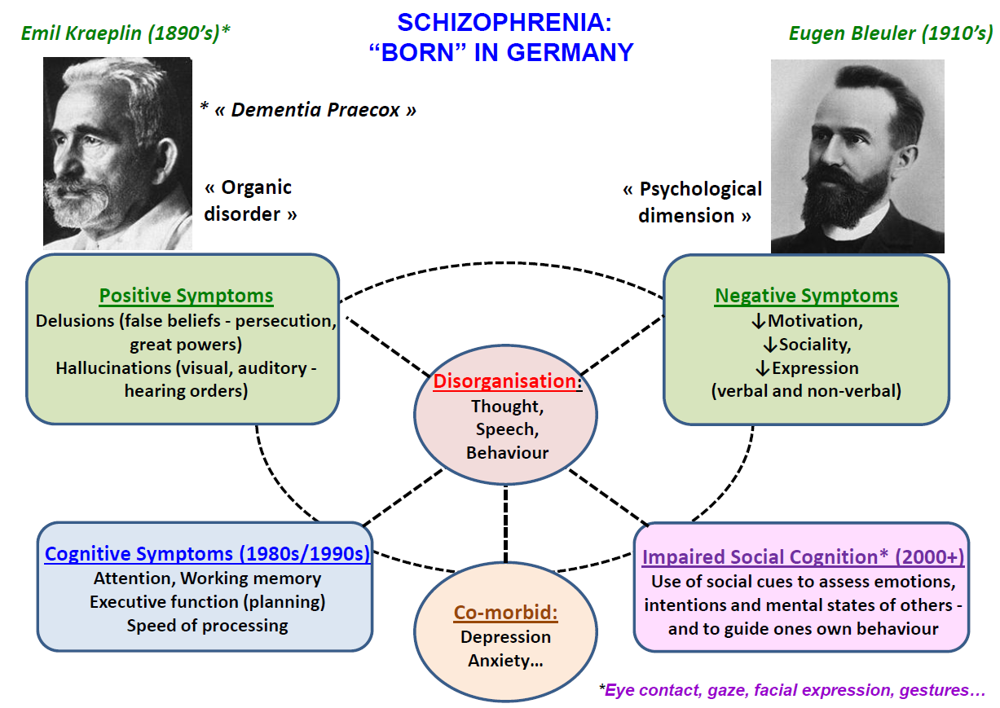 SCHIZOPHRENIA:
“BORN” IN GERMANY
Emil Kraeplin (1890’s)*
Eugen Bleuler (1910’s)
* « Dementia Praecox »
« Organic
disorder »
« Psychological
dimension »
Positive Symptoms
Delusions (false beliefs - persecution,
great powers)
Hallucinations (visual, auditory -
hearing orders)
Negative Symptoms
↓Motivation,
↓Sociality,
↓Expression
(verbal and non-verbal)
Disorganisation:
Thought,
Speech,
Behaviour
Cognitive Symptoms (1980s/1990s)
Attention, Working memory
Executive function (planning)
Speed of processing
Impaired Social Cognition* (2000+)
Use of social cues to assess emotions,
intentions and mental states of others -
and to guide ones own behaviour
Co-morbid:
Depression
Anxiety…
*Eye contact, gaze, facial expression, gestures…